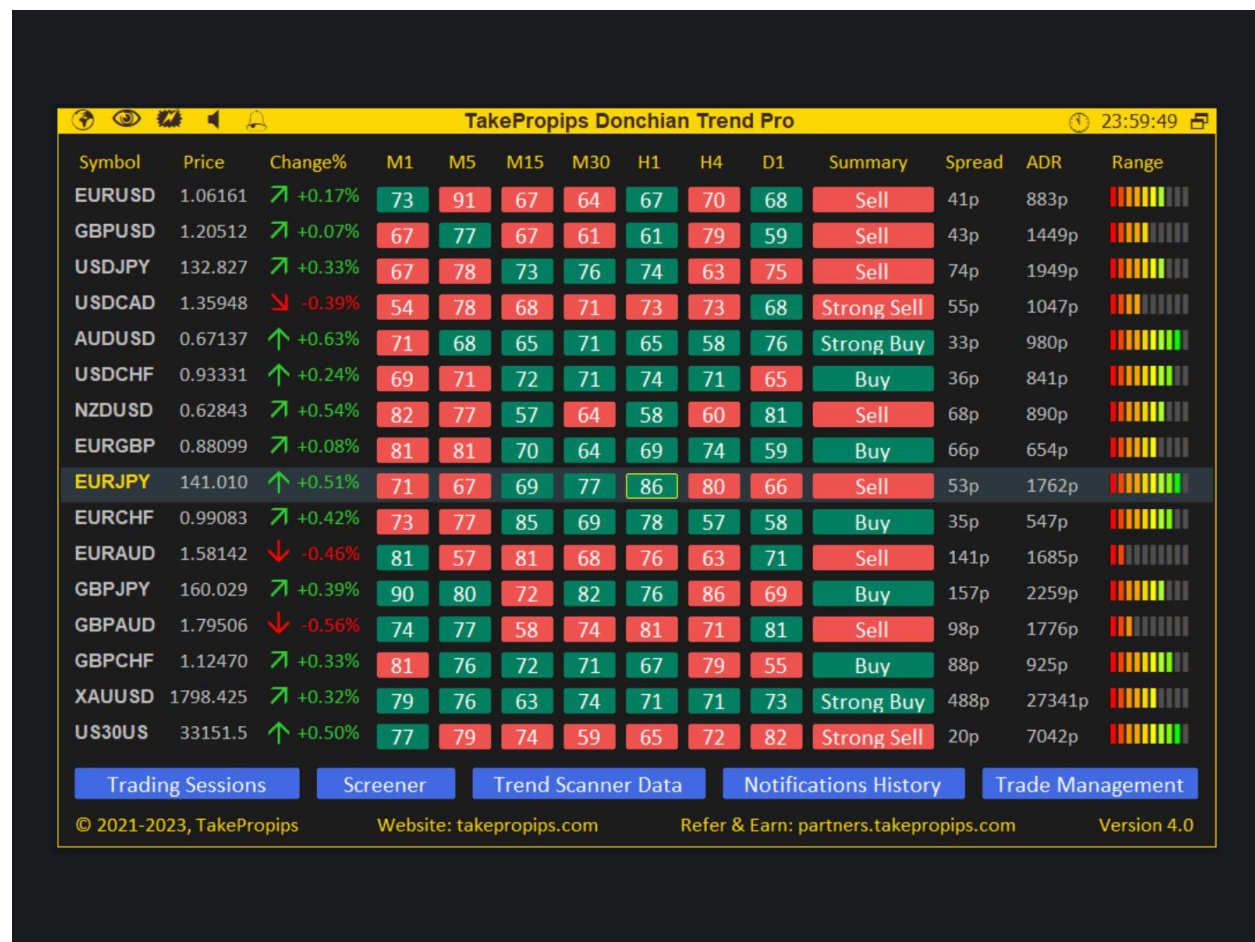 TakePropips Donchian Trend Pro 23:59:49
Symbol Price Change% M1 M5 M15 M30 H1 H4 D1 Summary Spread ADR Range
EURUSD 1.06161 +0.17% 73 91 67 64 67 70 68 Sell 41p 883p
GBPUSD 1.20512 +0.07% 67 77 67 61 61 79 59 Sell 43p 1449p
USDJPY 132.827 +0.33% 67 78 73 76 74 63 75 Sell 74p 1949p
USDCAD 1.35948 -0.39% 54 78 68 71 73 73 68 Strong Sell 55p 1047p
AUDUSD 0.67137 +0.63% 71 68 65 71 65 58 76 Strong Buy 33p 980p
USDCHF 0.93331 +0.24% 69 71 72 71 74 71 65 Buy 36p 841p
NZDUSD 0.62843 +0.54% 82 77 57 64 58 60 81 Sell 68p 890p
EURGBP 0.88099 +0.08% 81 81 70 64 69 74 59 Buy 66p 654p
EURJPY 141.010 +0.51% 71 67 69 77 86 80 66 Sell 53p 1762p
EURCHF 0.99083 +0.42% 73 77 85 69 78 57 58 Buy 35p 547p
EURAUD 1.58142 -0.46% 81 57 81 68 76 63 71 Sell 141p 1685p
GBPJPY 160.029 +0.39% 90 80 72 82 76 86 69 Buy 157p 2259p
GBPAUD 1.79506 -0.56% 74 77 58 74 81 71 81 Sell 98p 1776p
GBPCHF 1.12470 +0.33% 81 76 72 71 67 79 55 Buy 88p 925p
XAUUSD 1798.425 +0.32% 79 76 63 74 71 71 73 Strong Buy 488p 27341p
US30US 33151.5 +0.50% 77 79 74 59 65 72 82 Strong Sell 20p 7042p
Trading Sessions Screener Trend Scanner Data Notifications History Trade Management
© 2021-2023, TakePropips Website: takepropips.com Refer & Earn: partners.takepropips.com Version 4.0